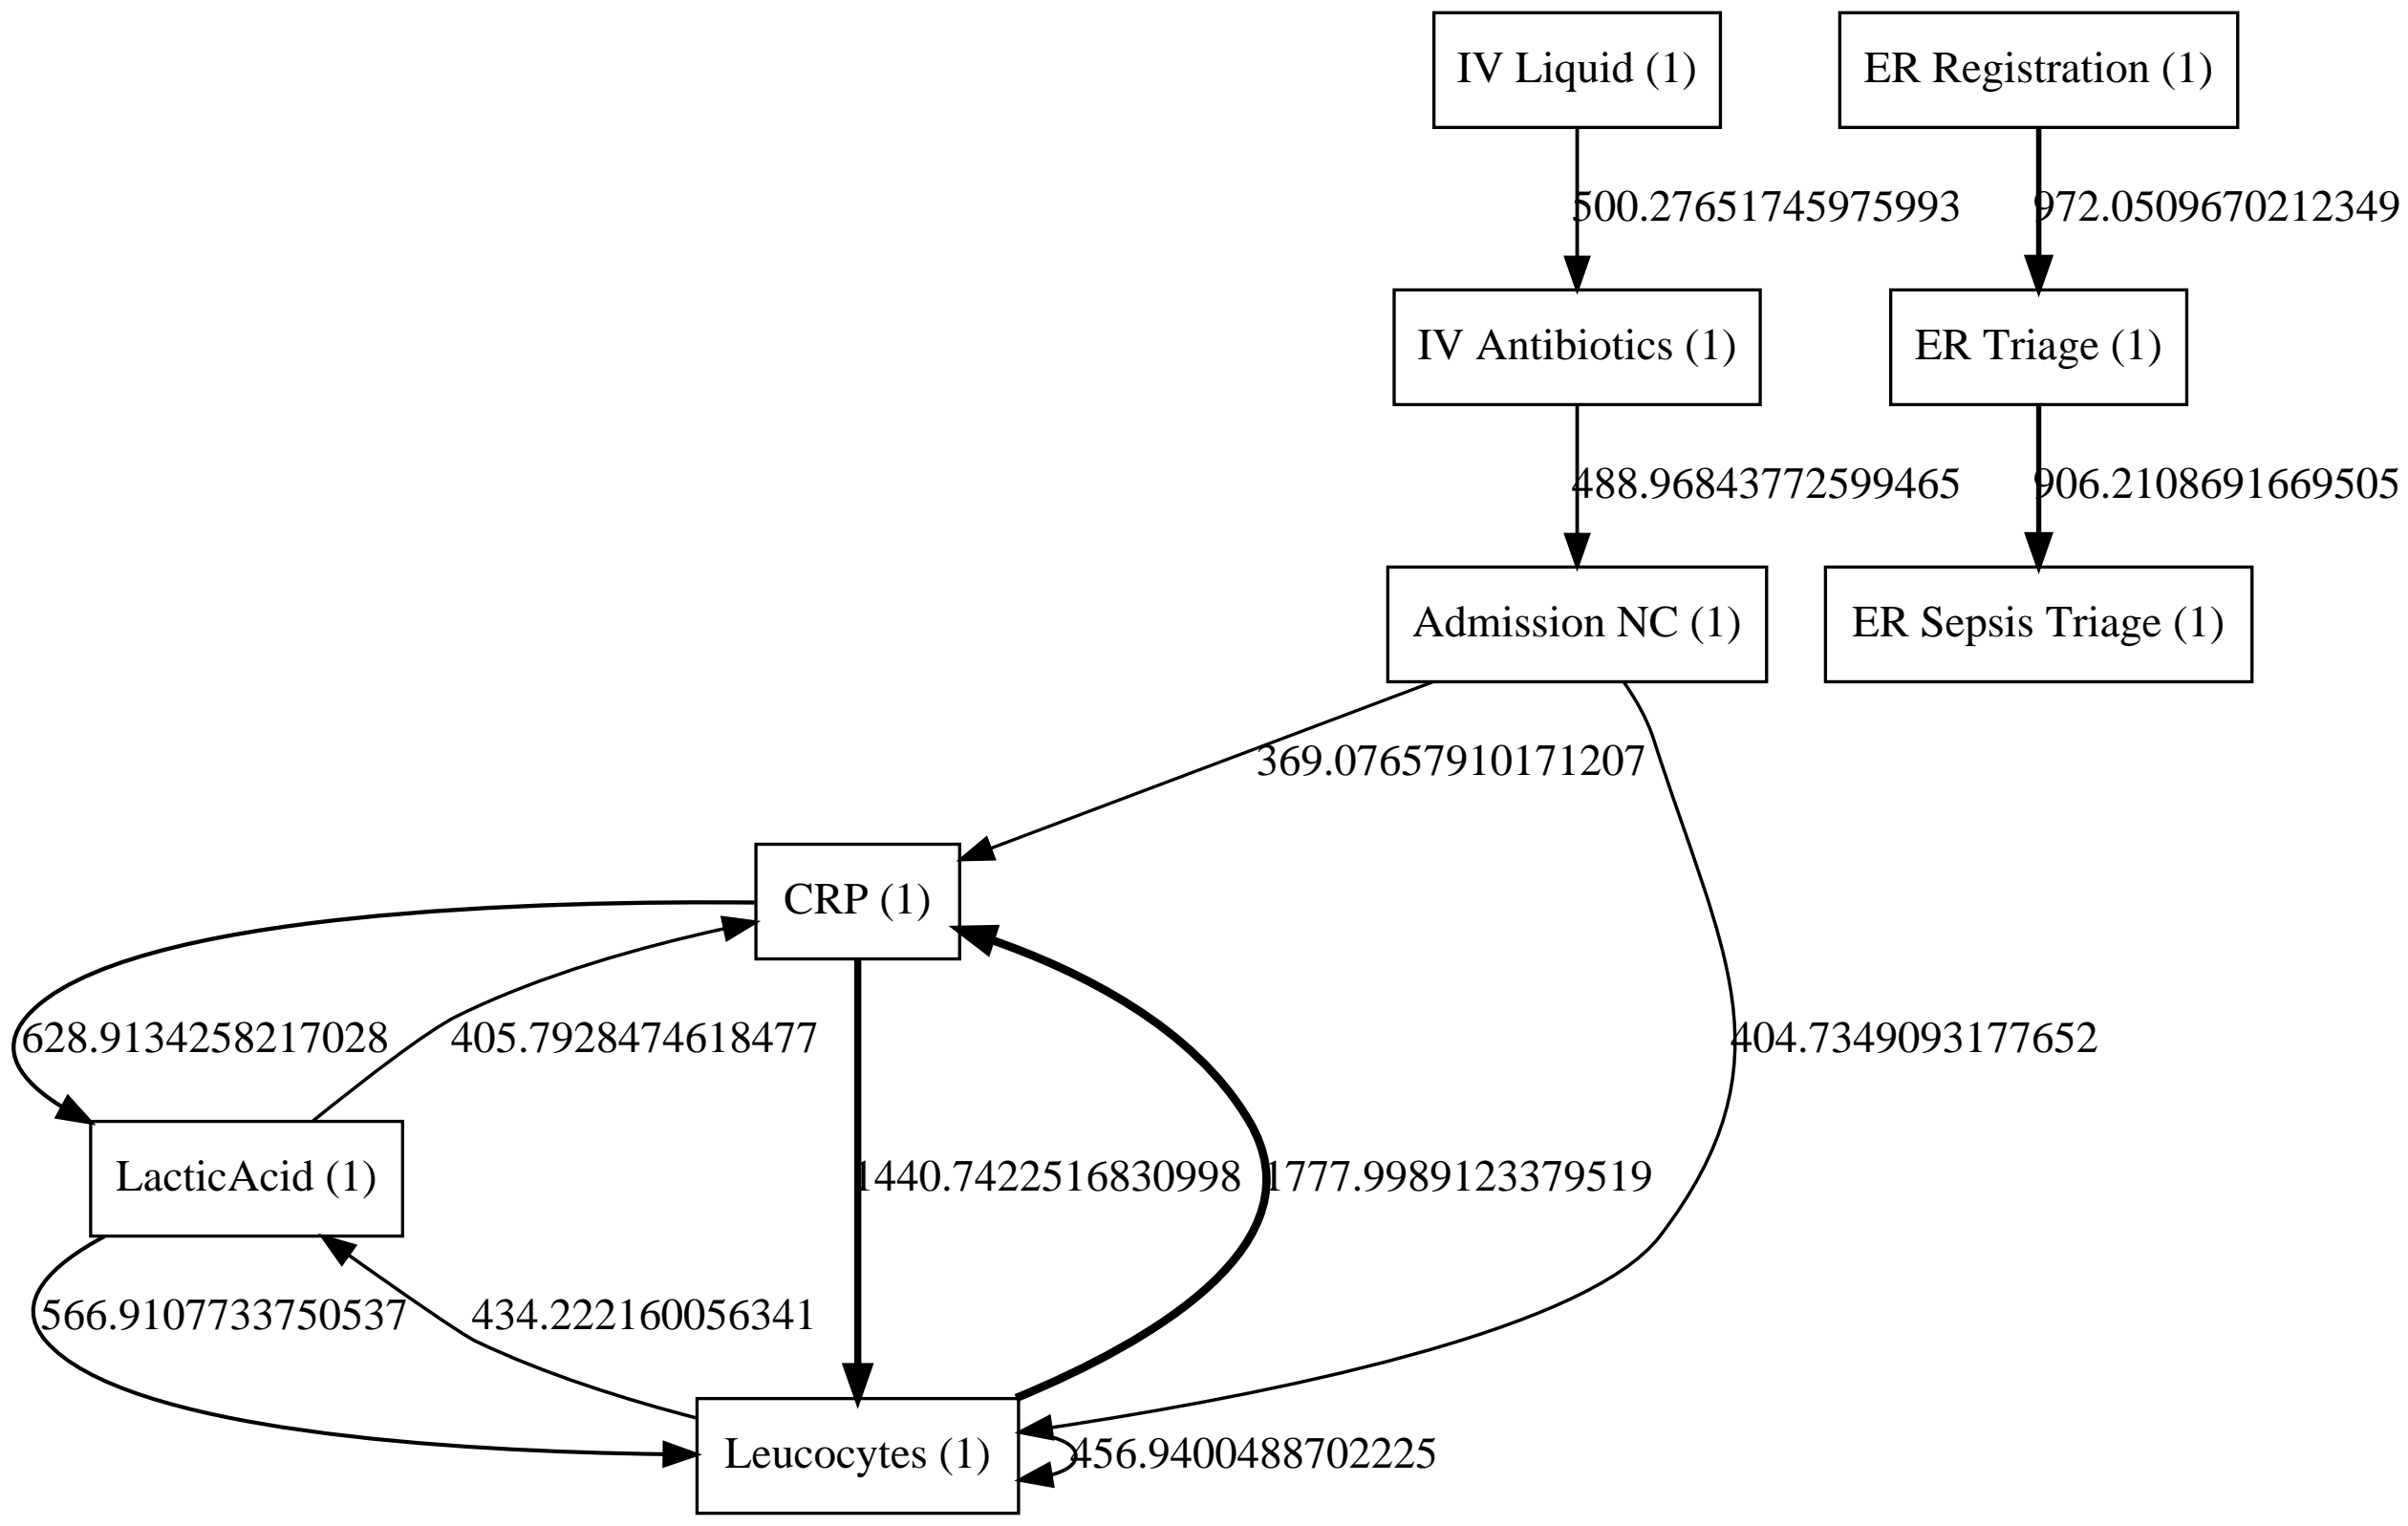 IV Liquid (1)
ER Registration (1)
500.27651745975993
972.0509670212349
IV Antibiotics (1)
ER Triage (1)
488.96843772599465
906.2108691669505
Admission NC (1)
ER Sepsis Triage (1)
369.07657910171207
CRP (1)
628.9134258217028
405.7928474618477
404.7349093177652
LacticAcid (1)
1440.7422516830998
1777.9989123379519
566.9107733750537
434.222160056341
Leucocytes (1)
456.9400488702225